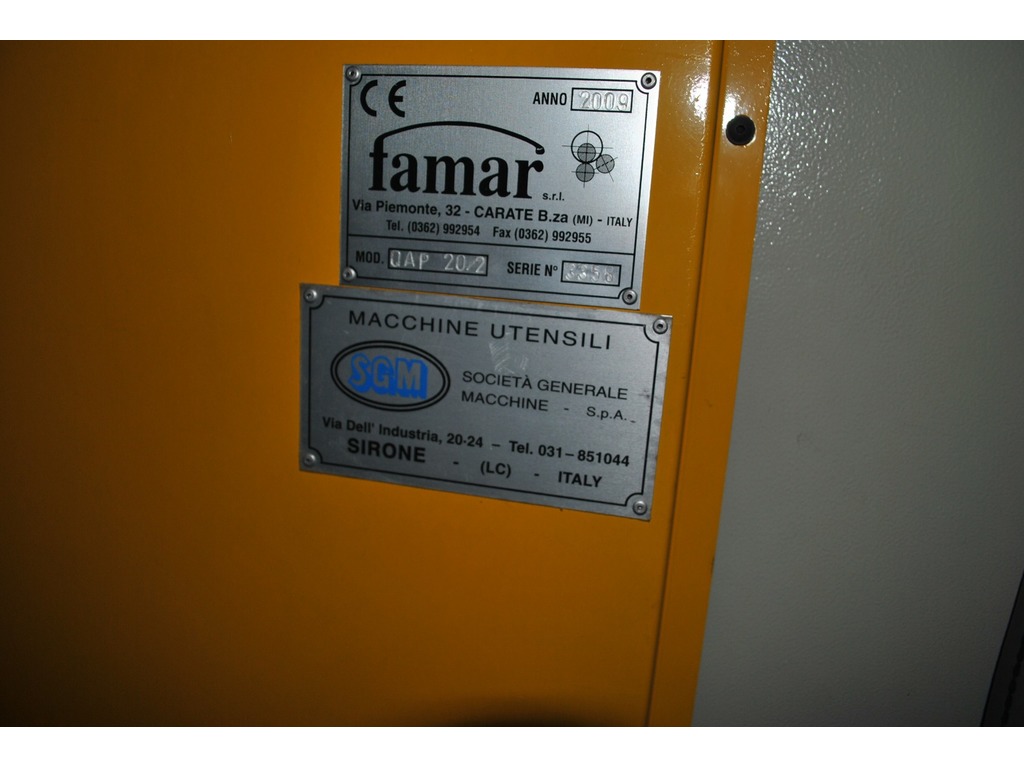 CE ANNO 2009
famar s.r.l.
Via Piemonte, 32 - CARATE B.za (MI) - ITALY
Tel. (0362) 992954 Fax (0362) 992955
MOD. QAP 20/2 SERIE N°
MACCHINE UTENSILI
SGM
SOCIETÀ GENERALE
MACCHINE - S.p.A.
Via Dell' Industria, 20-24 - Tel. 031-851044
SIRONE - (LC) - ITALY